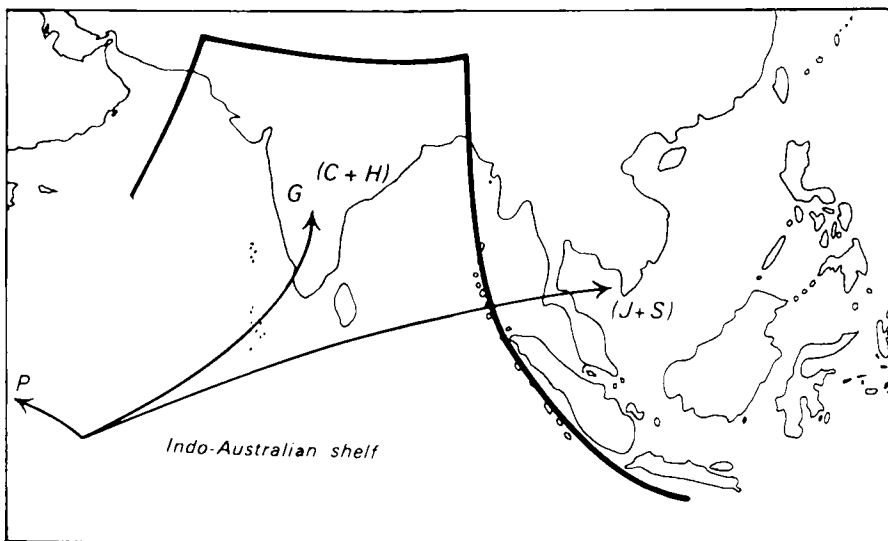 G (C + H)
(J + S)
P
Indo-Australian shelf